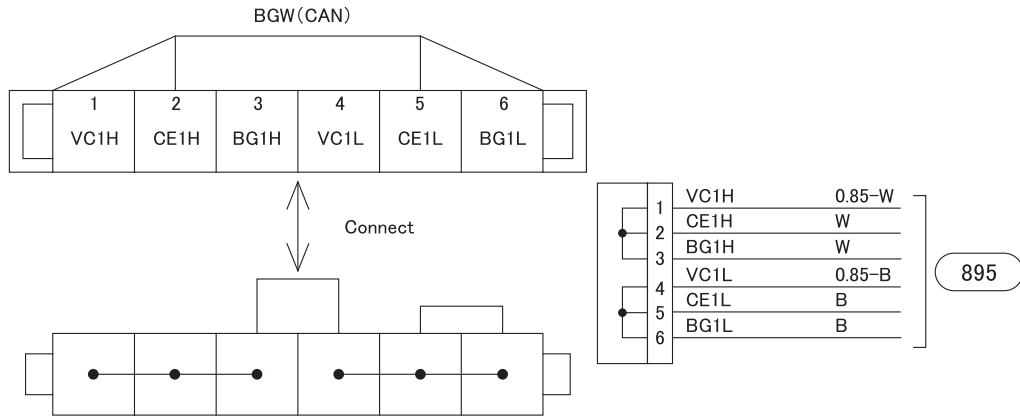 BGW(CAN)
1 2 3 4 5 6
VC1H CE1H BG1H VC1L CE1L BG1L
Connect
1 VC1H 0.85-W
2 CE1H W
3 BG1H W
4 VC1L 0.85-B
5 CE1L B
6 BG1L B
895